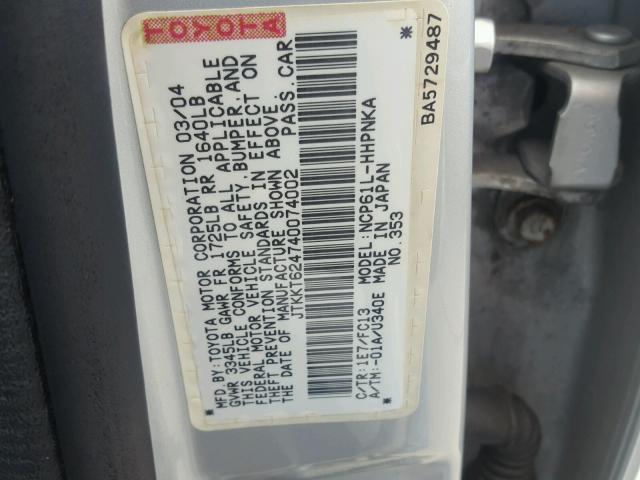 TOYOTA
MFD.BY:TOYOTA MOTOR CORPORATION 03/04
GVWR 3345LB GAWR FR 1725LB RR 1640LB
THIS VEHICLE CONFORMS TO ALL APPLICABLE
FEDERAL MOTOR VEHICLE SAFETY,BUMPER,AND
THEFT PREVENTION STANDARDS IN EFFECT ON
THE DATE OF MANUFACTURE SHOWN ABOVE.
PASS.CAR
JTKKT624740074002
* *
C/TR:1E7/FC13 MODEL:NCP61L-HHPNKA
A/TM:-01A/U340E MADE IN JAPAN
NO.353
BA5729487